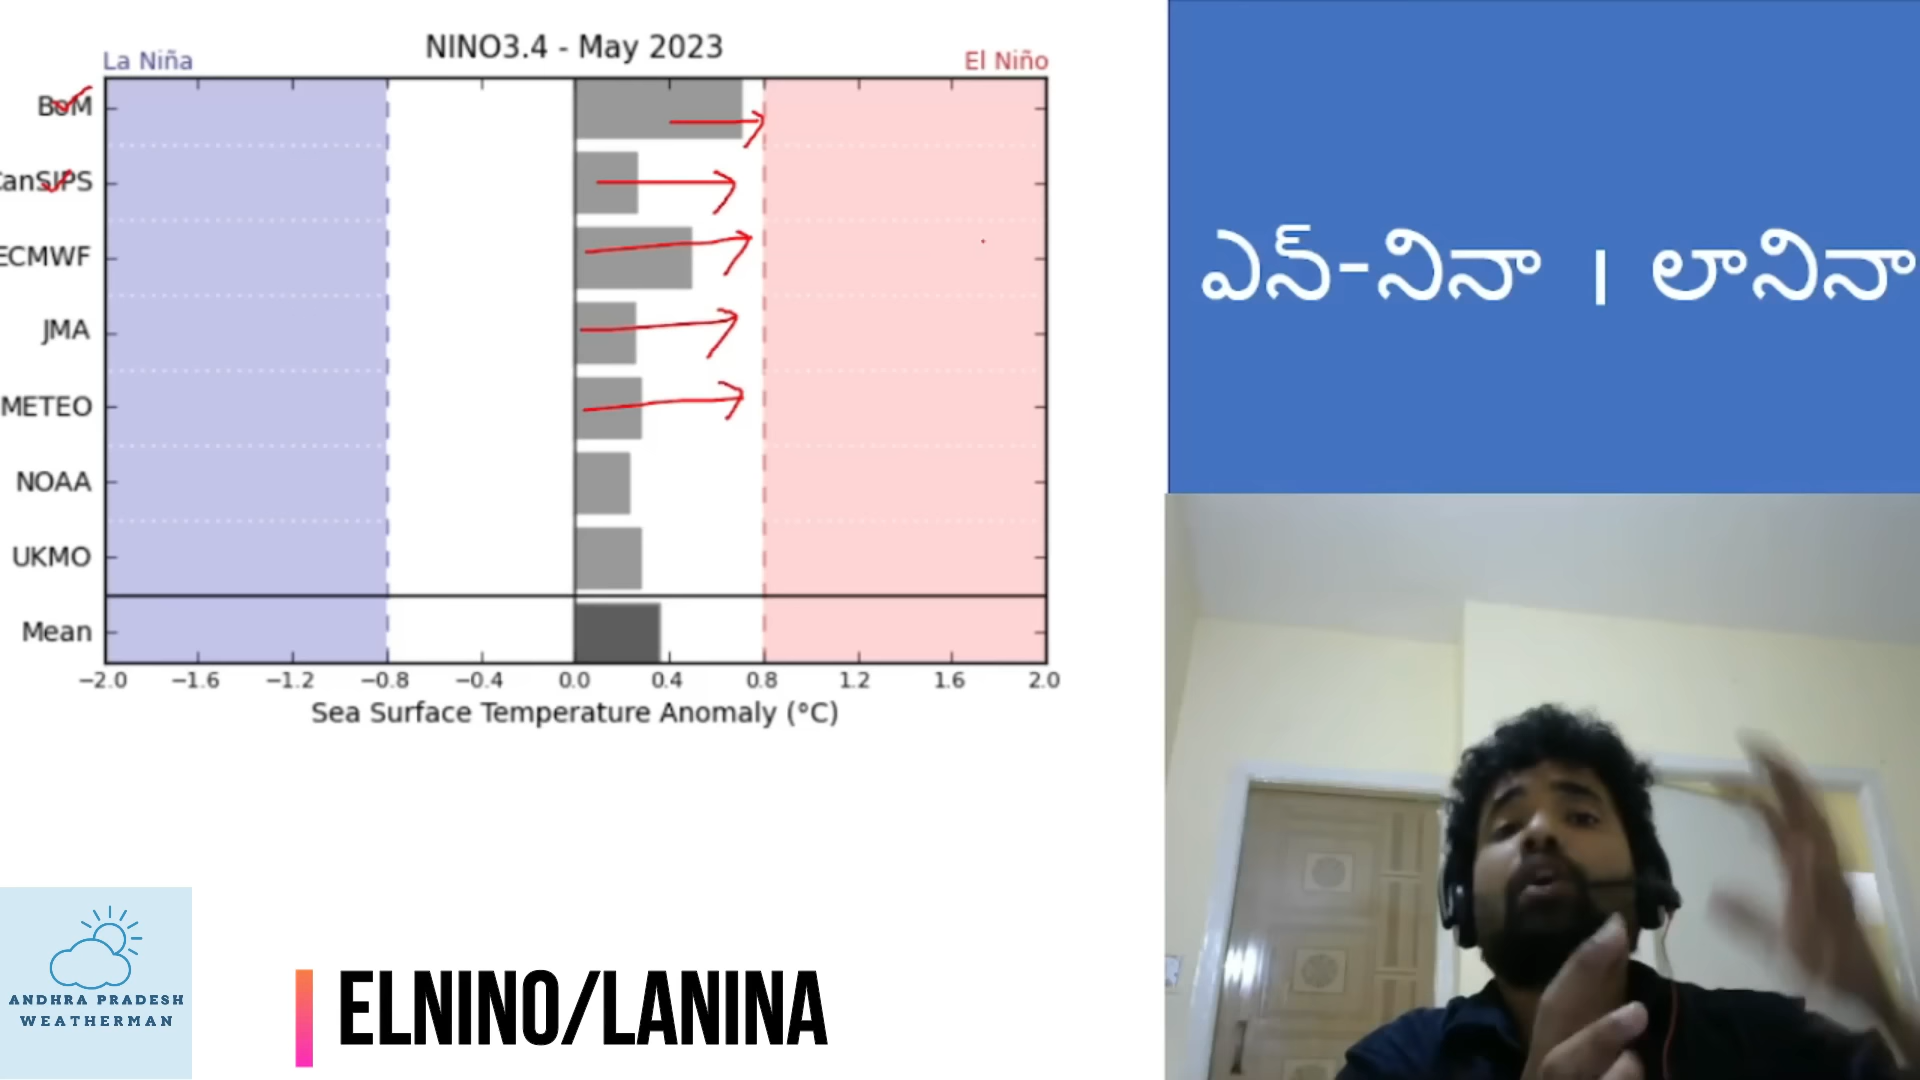 NINO3.4 - May 2023
La Niña
El Niño
BoM
CanSIPS
ECMWF
JMA
METEO
NOAA
UKMO
Mean
−2.0 −1.6 −1.2 −0.8 −0.4 0.0 0.4 0.8 1.2 1.6 2.0
Sea Surface Temperature Anomaly (°C)
ఎన్-నినా | లానినా
ANDHRA PRADESH
WEATHERMAN
ELNINO/LANINA